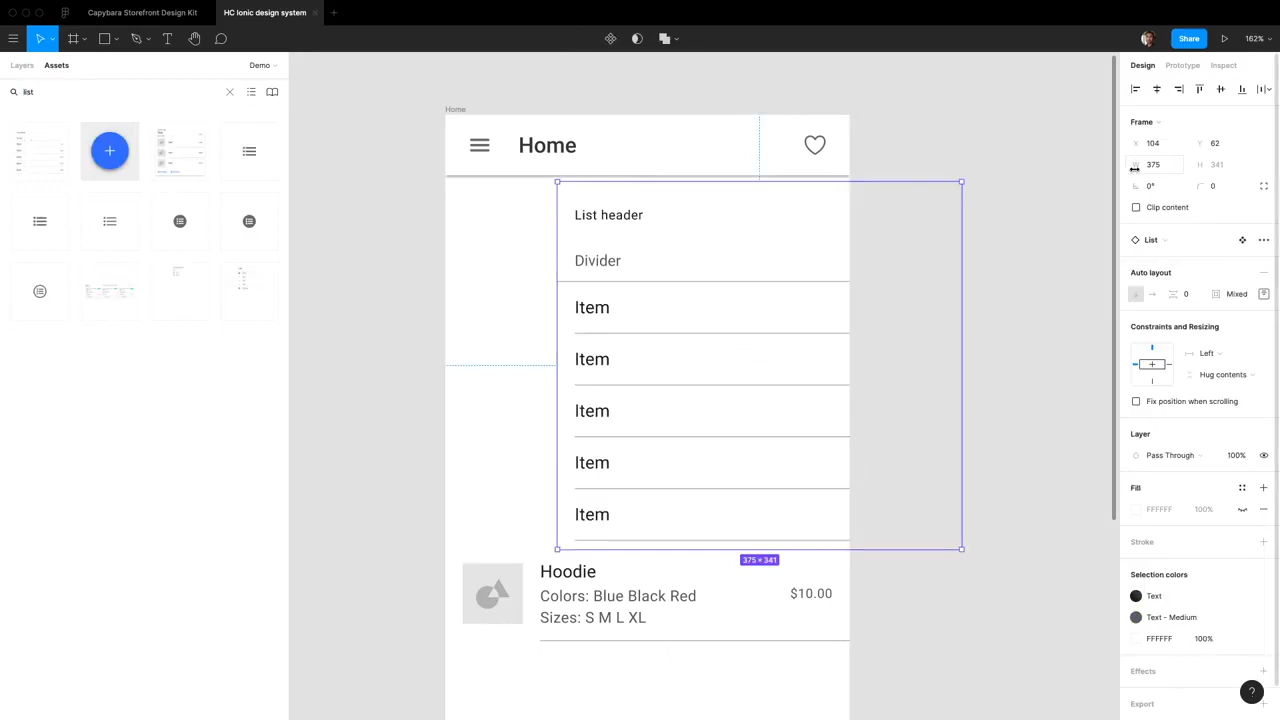 Capybara Storefront Design Kit
HC Ionic design system
Share
162%
Layers
Assets
Demo
list
Home
Home
List header
Divider
Item
Item
Item
Item
Item
375 × 341
Hoodie
Colors: Blue Black Red
Sizes: S M L XL
$10.00
Design
Prototype
Inspect
Frame
X 104 Y 62
W 375 H 341
0° 0
Clip content
List
Auto layout
0 Mixed
Constraints and Resizing
Left
Hug contents
Fix position when scrolling
Layer
Pass Through 100%
Fill
FFFFFF 100%
Stroke
Selection colors
Text
Text - Medium
FFFFFF 100%
Effects
Export
?